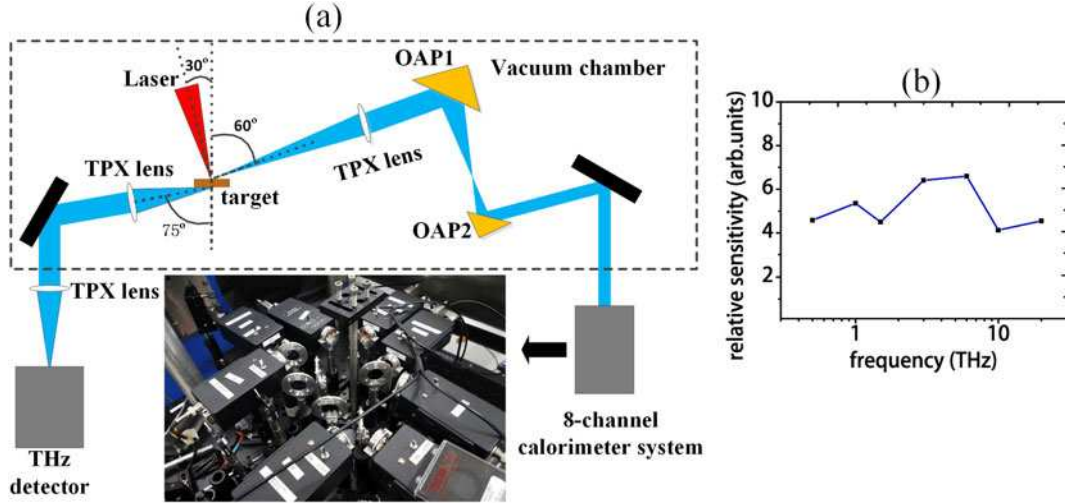 (a)
OAP1
Vacuum chamber
30°
Laser
60°
TPX lens
TPX lens
target
75°
OAP2
TPX lens
THz
detector
8-channel
calorimeter system
(b)
relative sensitivity (arb.units)
10
8
6
4
2
1
10
frequency (THz)